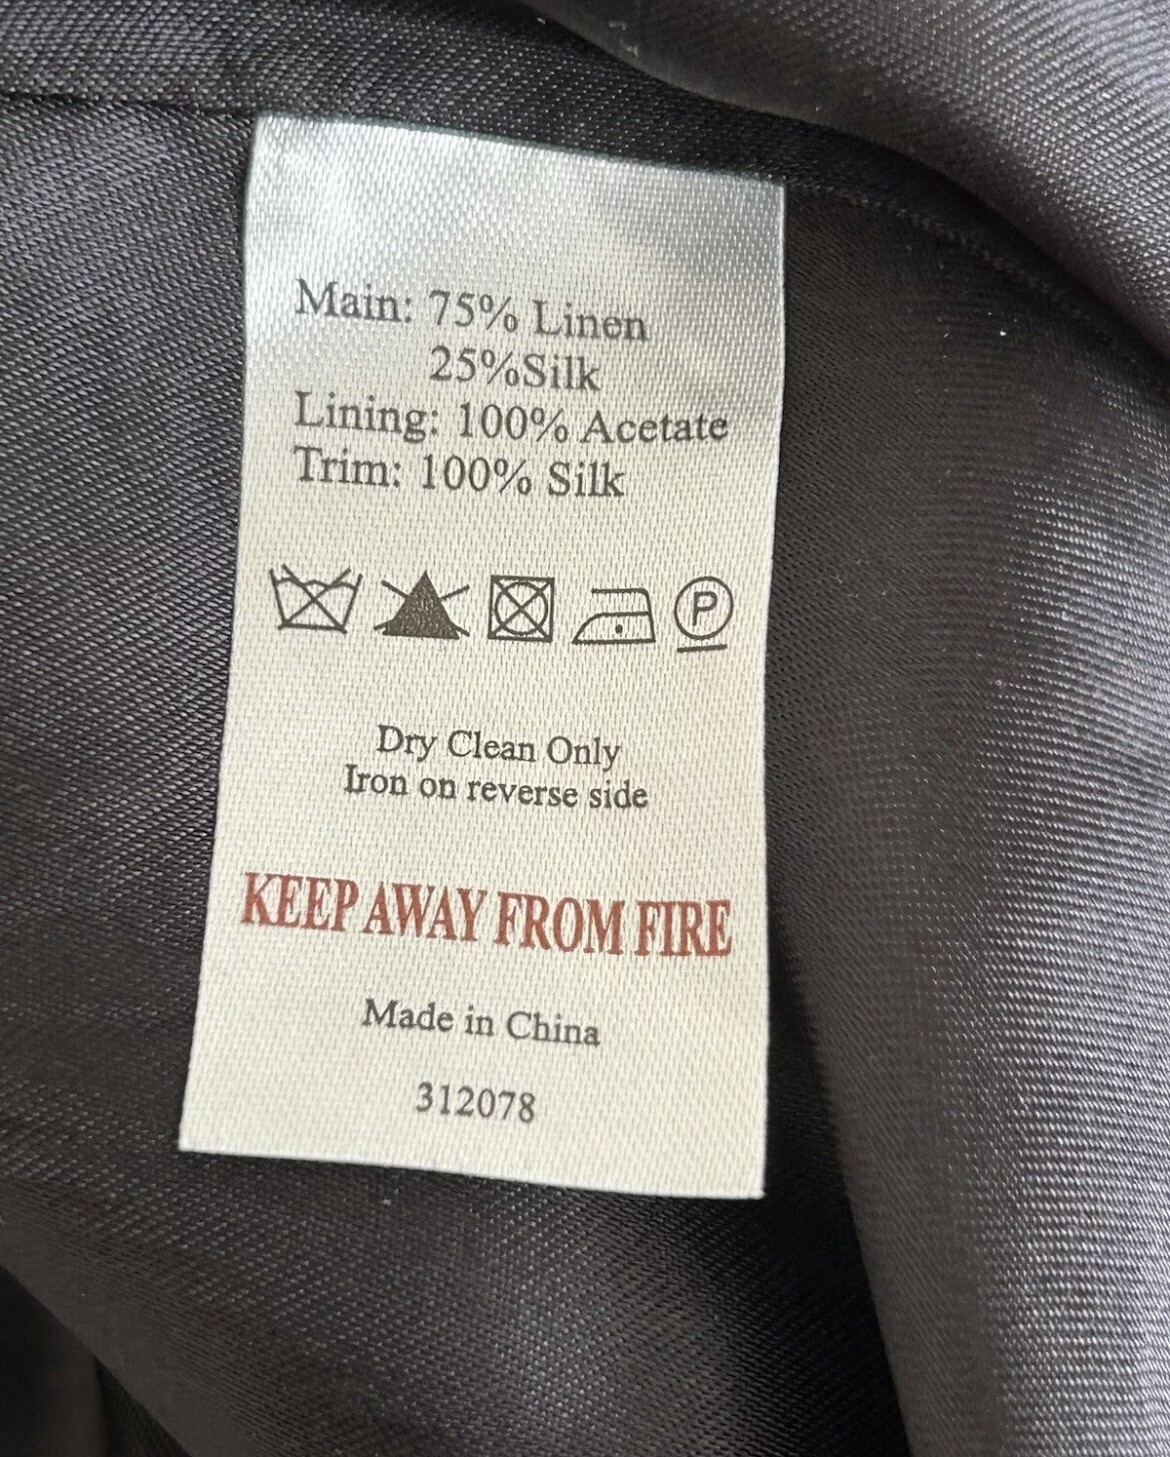 Main: 75% Linen
25%Silk
Lining: 100% Acetate
Trim: 100% Silk
P
Dry Clean Only
Iron on reverse side
KEEP AWAY FROM FIRE
Made in China
312078